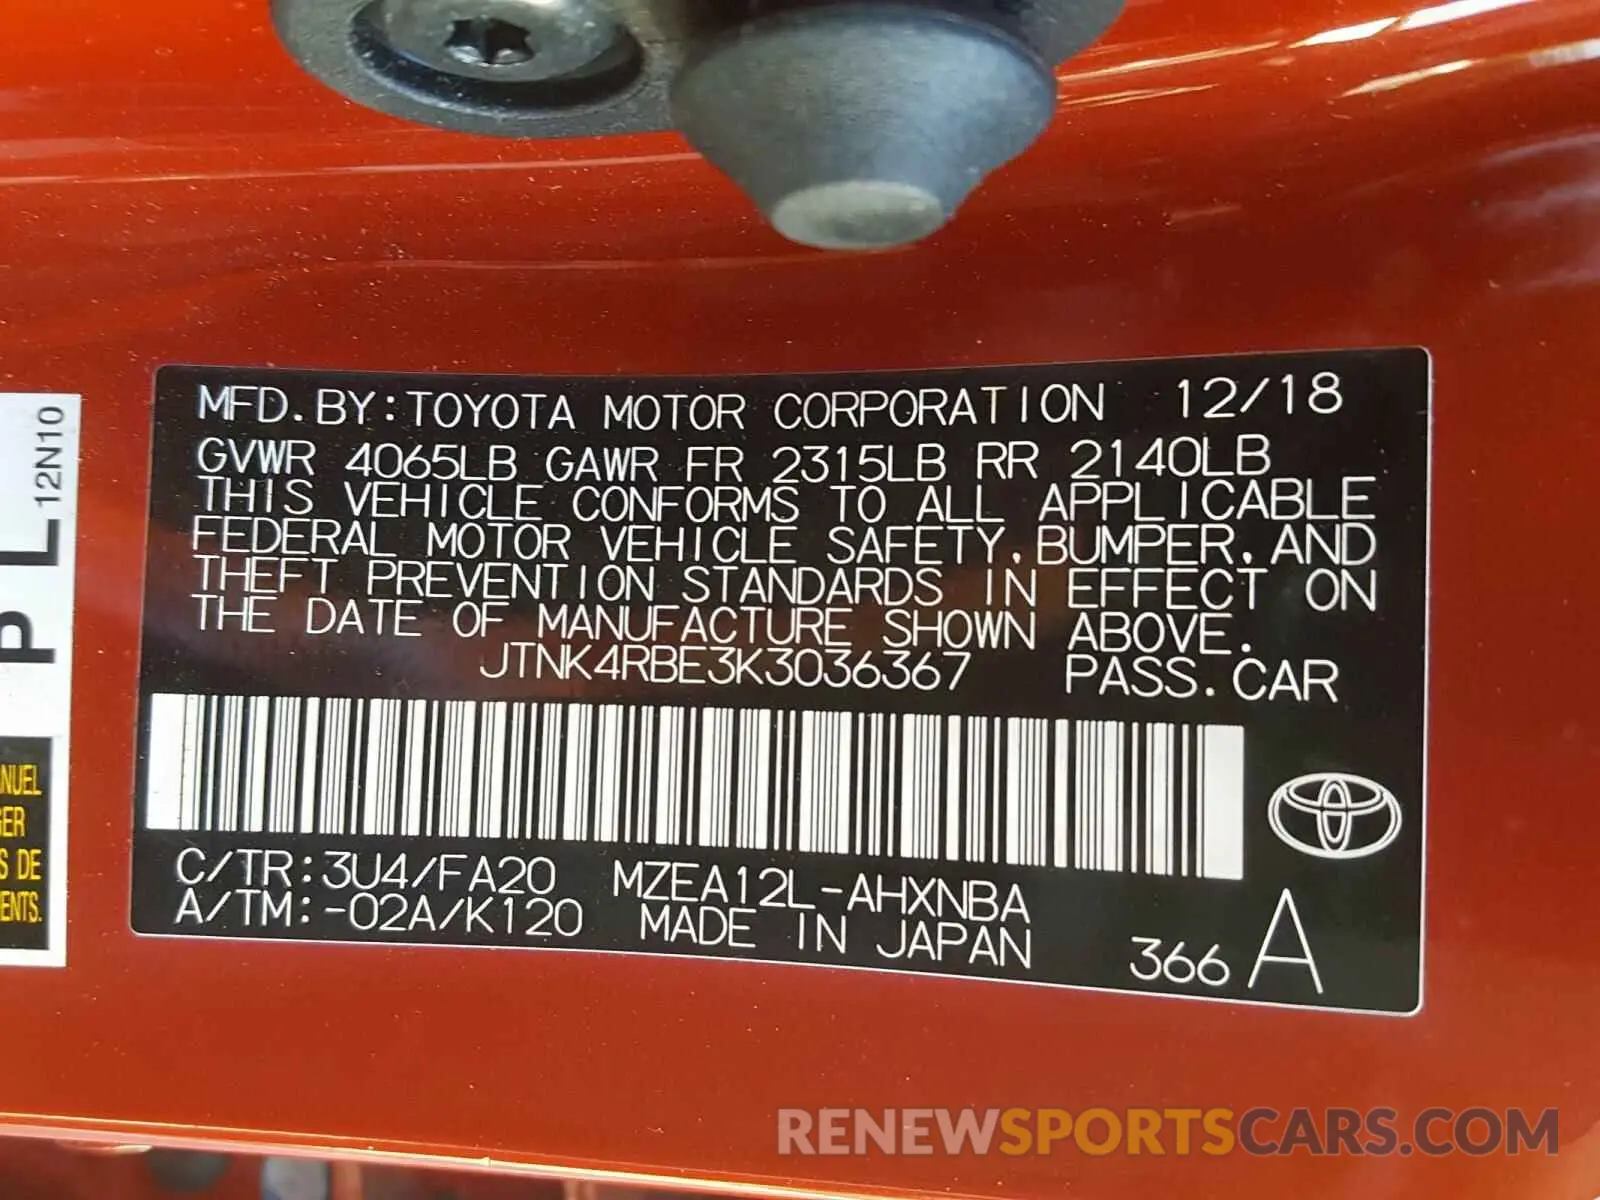 MFD. BY: TOYOTA MOTOR CORPORATION 12/18
GVWR 4065LB GAWR FR 2315LB RR 2140LB
THIS VEHICLE CONFORMS TO ALL APPLICABLE
FEDERAL MOTOR VEHICLE SAFETY, BUMPER, AND
THEFT PREVENTION STANDARDS IN EFFECT ON
THE DATE OF MANUFACTURE SHOWN ABOVE.
JTNK4RBE3K3036367 PASS. CAR
C/TR: 3U4/FA20 MZEA12L-AHXNBA
A/TM: -02A/K120 MADE IN JAPAN 366 A
P L 12N10
S DE
RENEWSPORTSCARS.COM